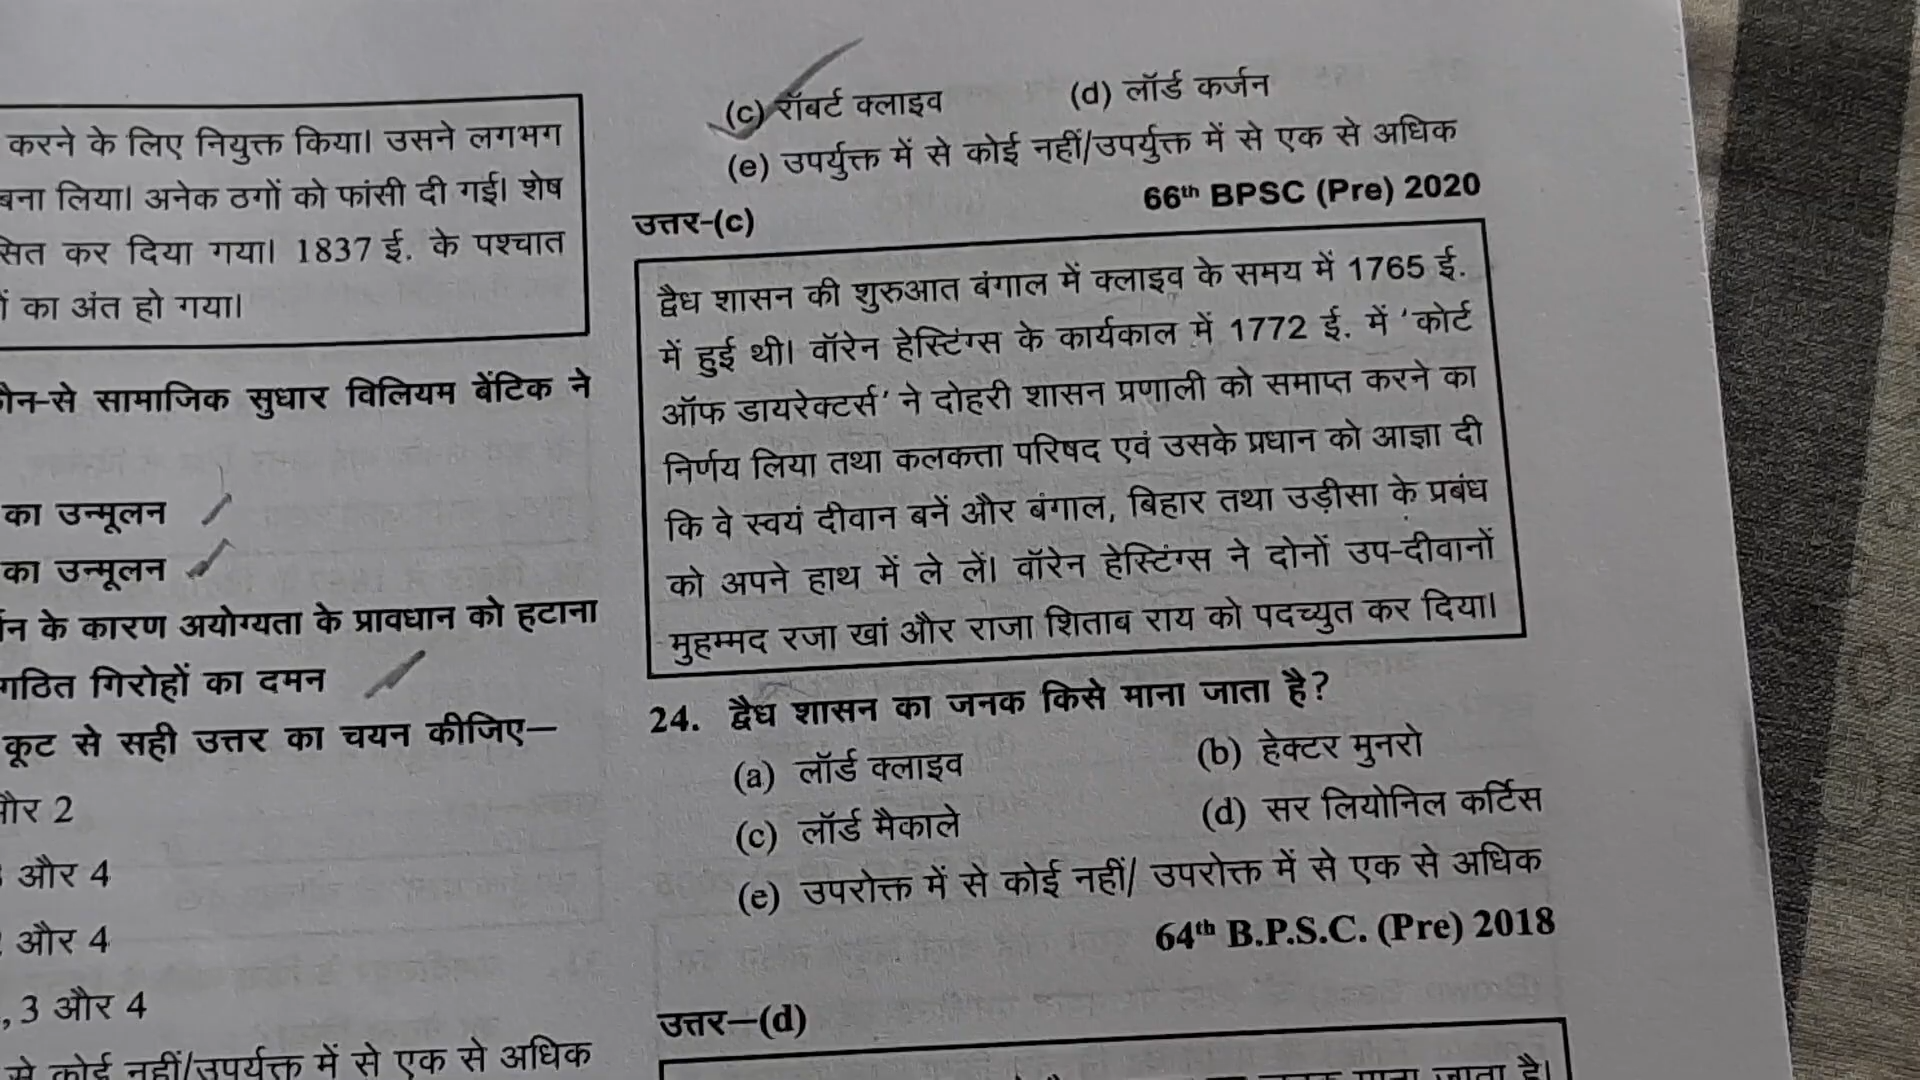 करने के लिए नियुक्त किया। उसने लगभग
बना लिया। अनेक ठगों को फांसी दी गई। शेष
कर दिया गया। 1837 ई. के पश्चात
का अंत हो गया।
सामाजिक सुधार विलियम बेंटिक ने
का उन्मूलन
का उन्मूलन
के कारण अयोग्यता के प्रावधान को हटाना
गिरोहों का दमन
कूट से सही उत्तर का चयन कीजिए—
और 2
और 4
और 4
, 3 और 4
से कोई नहीं/उपर्युक्त में से एक से अधिक
(c) रॉबर्ट क्लाइव (d) लॉर्ड कर्जन
(e) उपर्युक्त में से कोई नहीं/उपर्युक्त में से एक से अधिक
66th BPSC (Pre) 2020
उत्तर-(c)
द्वैध शासन की शुरुआत बंगाल में क्लाइव के समय में 1765 ई.
में हुई थी। वॉरेन हेस्टिंग्स के कार्यकाल में 1772 ई. में 'कोर्ट
ऑफ डायरेक्टर्स' ने दोहरी शासन प्रणाली को समाप्त करने का
निर्णय लिया तथा कलकत्ता परिषद एवं उसके प्रधान को आज्ञा दी
कि वे स्वयं दीवान बनें और बंगाल, बिहार तथा उड़ीसा के प्रबंध
को अपने हाथ में ले लें। वॉरेन हेस्टिंग्स ने दोनों उप-दीवानों
मुहम्मद रजा खां और राजा शिताब राय को पदच्युत कर दिया।
24. द्वैध शासन का जनक किसे माना जाता है?
(a) लॉर्ड क्लाइव (b) हेक्टर मुनरो
(c) लॉर्ड मैकाले (d) सर लियोनिल कर्टिस
(e) उपरोक्त में से कोई नहीं/ उपरोक्त में से एक से अधिक
64th B.P.S.C. (Pre) 2018
उत्तर—(d)
माना जाता है।